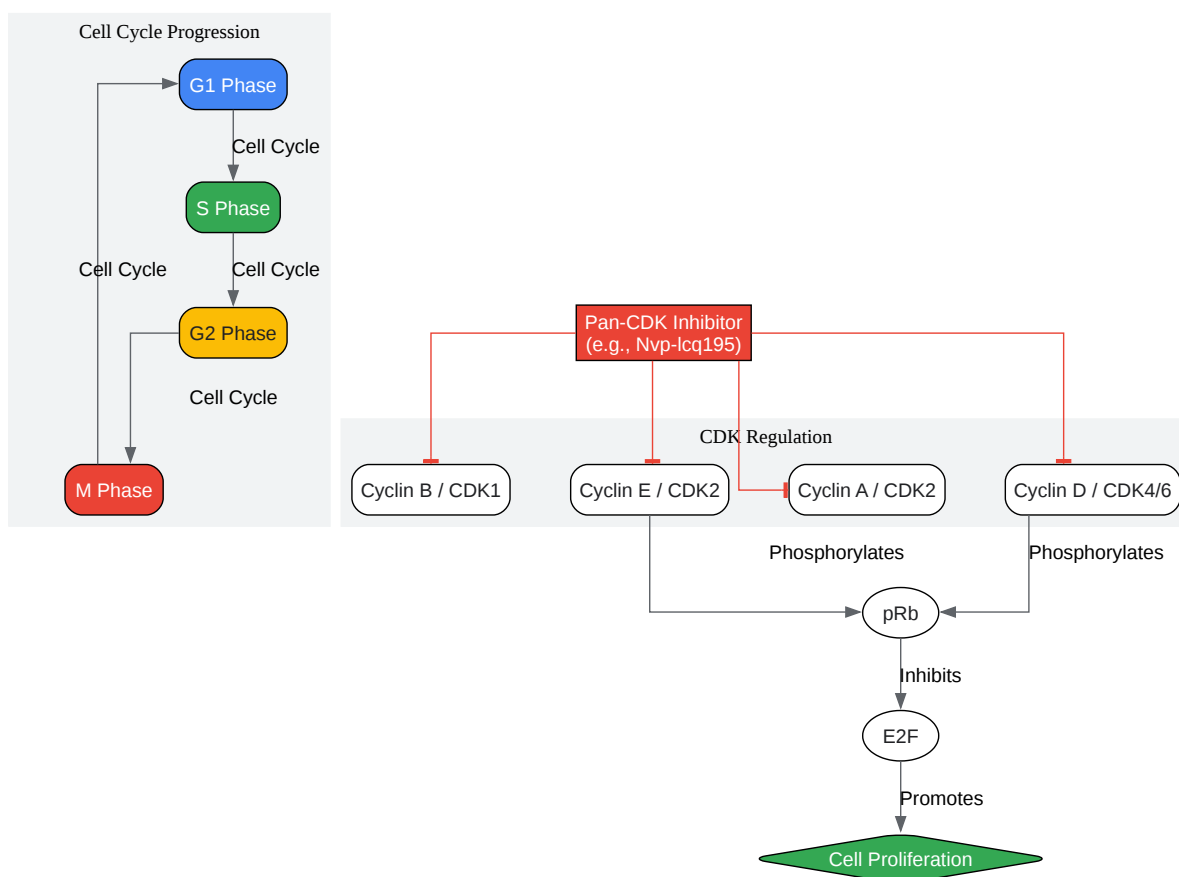 Cell Cycle Progression
G1 Phase
Cell Cycle
S Phase
Cell Cycle
Cell Cycle
G2 Phase
Cell Cycle
M Phase
Pan-CDK Inhibitor
(e.g., Nvp-lcq195)
CDK Regulation
Cyclin B / CDK1
Cyclin E / CDK2
Cyclin A / CDK2
Cyclin D / CDK4/6
Phosphorylates
Phosphorylates
pRb
Inhibits
E2F
Promotes
Cell Proliferation